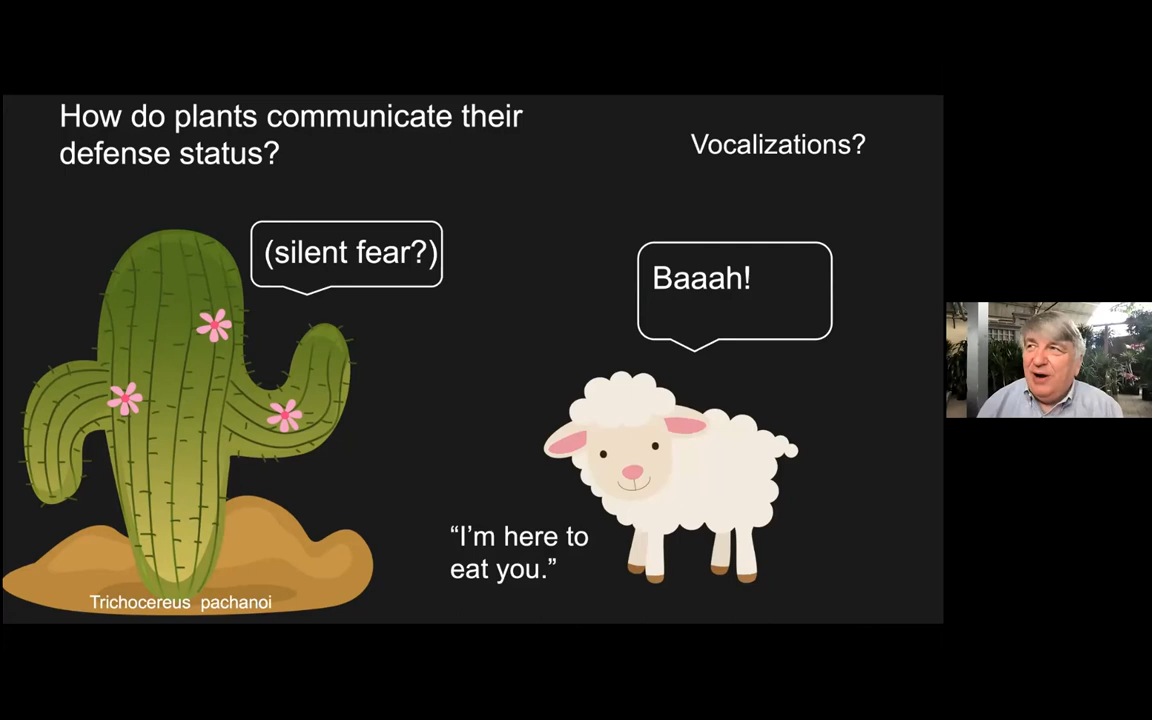 How do plants communicate their
defense status?
Vocalizations?
(silent fear?)
Baaah!
“I’m here to
eat you.”
Trichocereus pachanoi